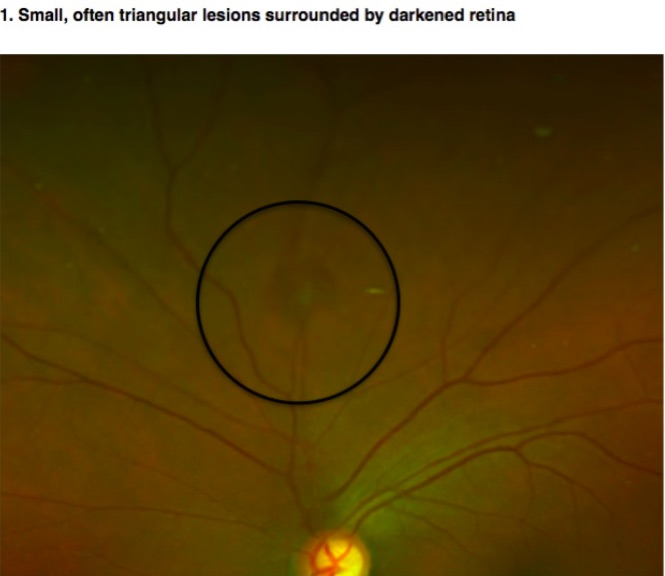 1. Small, often triangular lesions surrounded by darkened retina